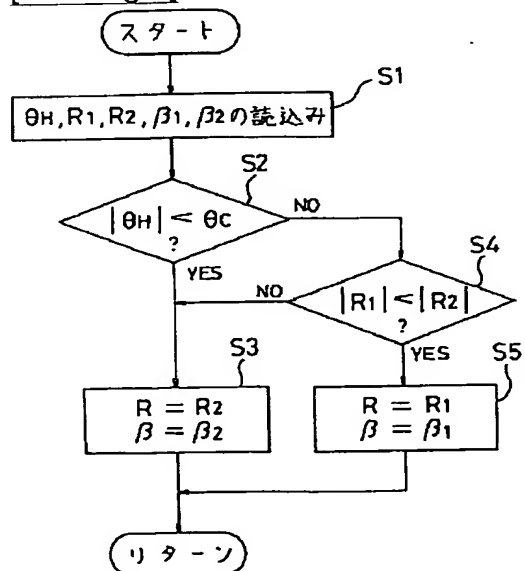 スタート
S1
θH, R1, R2, β1, β2の読込み
S2
|θH| < θC
?
NO
YES
S4
NO
|R1| < |R2|
?
YES
S3
R = R2
β = β2
S5
R = R1
β = β1
リターン